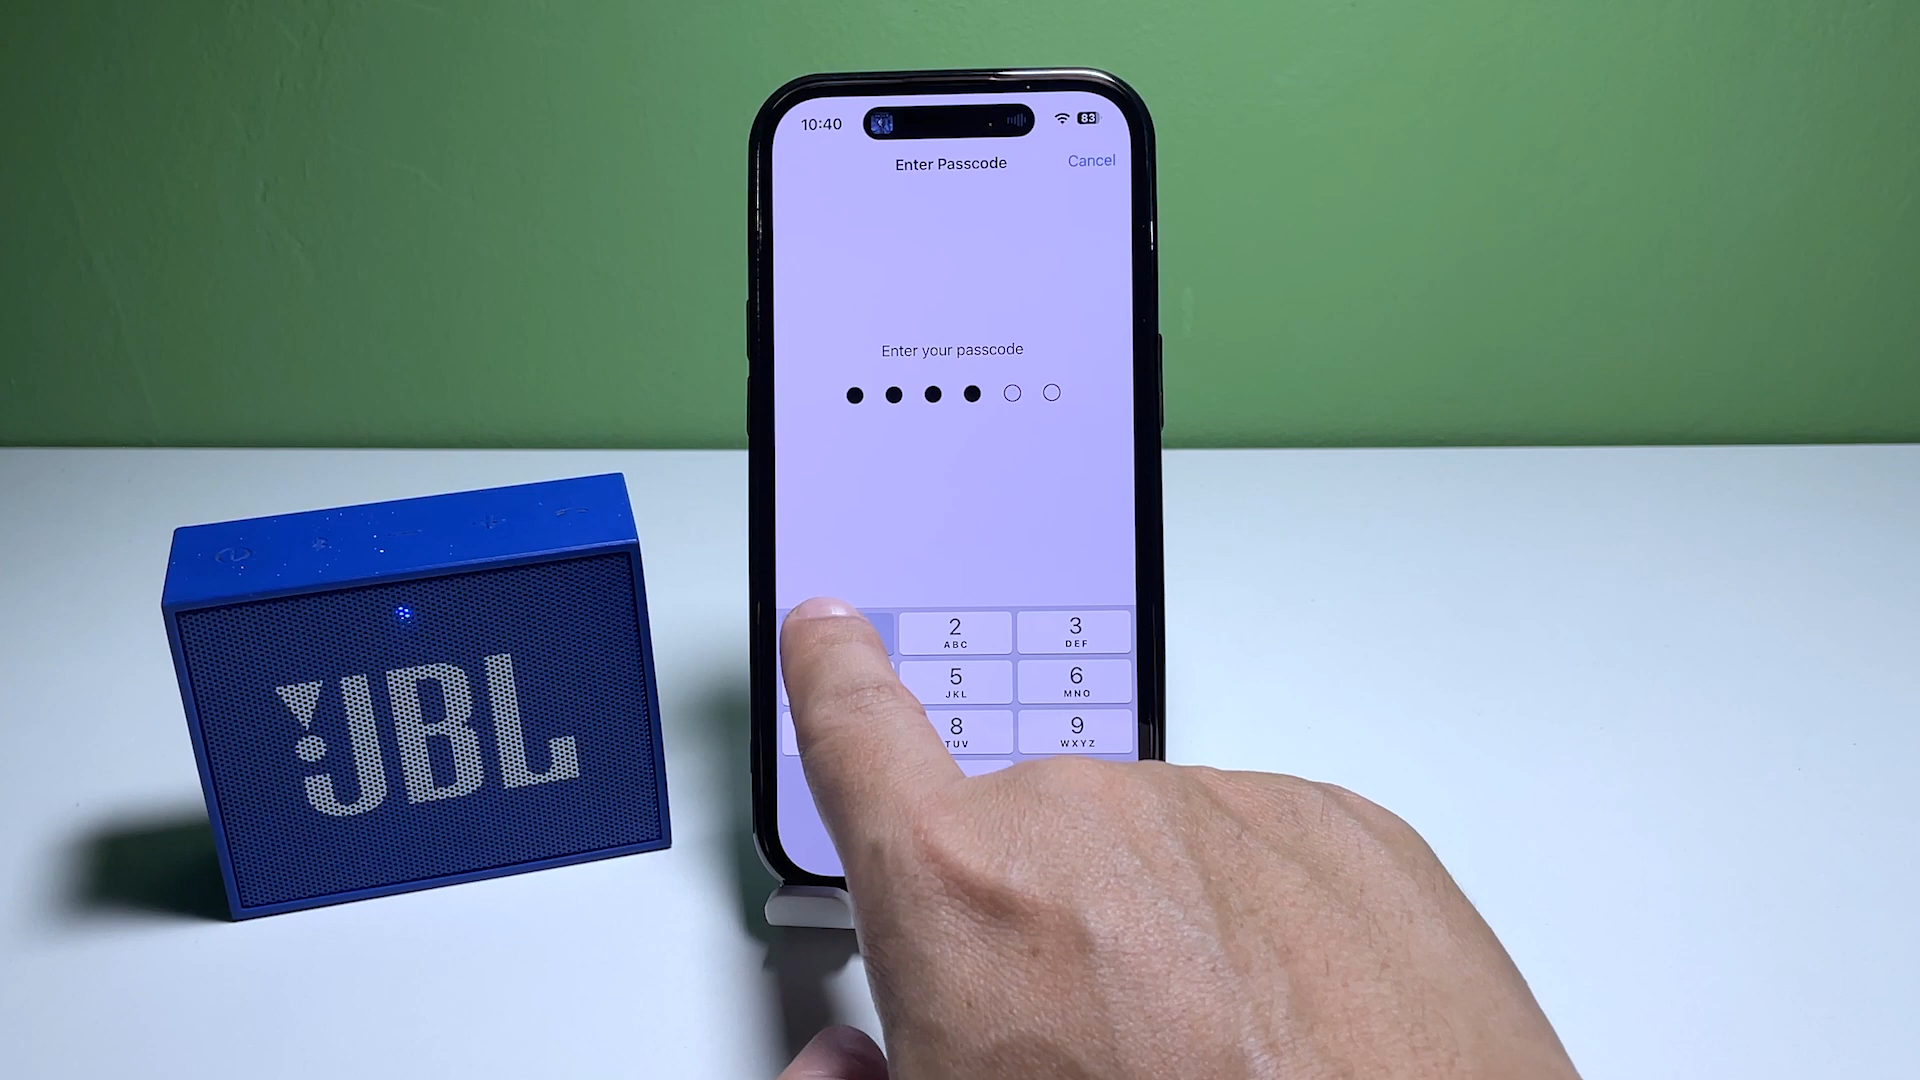 10:40
83
Enter Passcode
Cancel
Enter your passcode
2
ABC
3
DEF
5
JKL
6
MNO
8
TUV
9
WXYZ
JBL